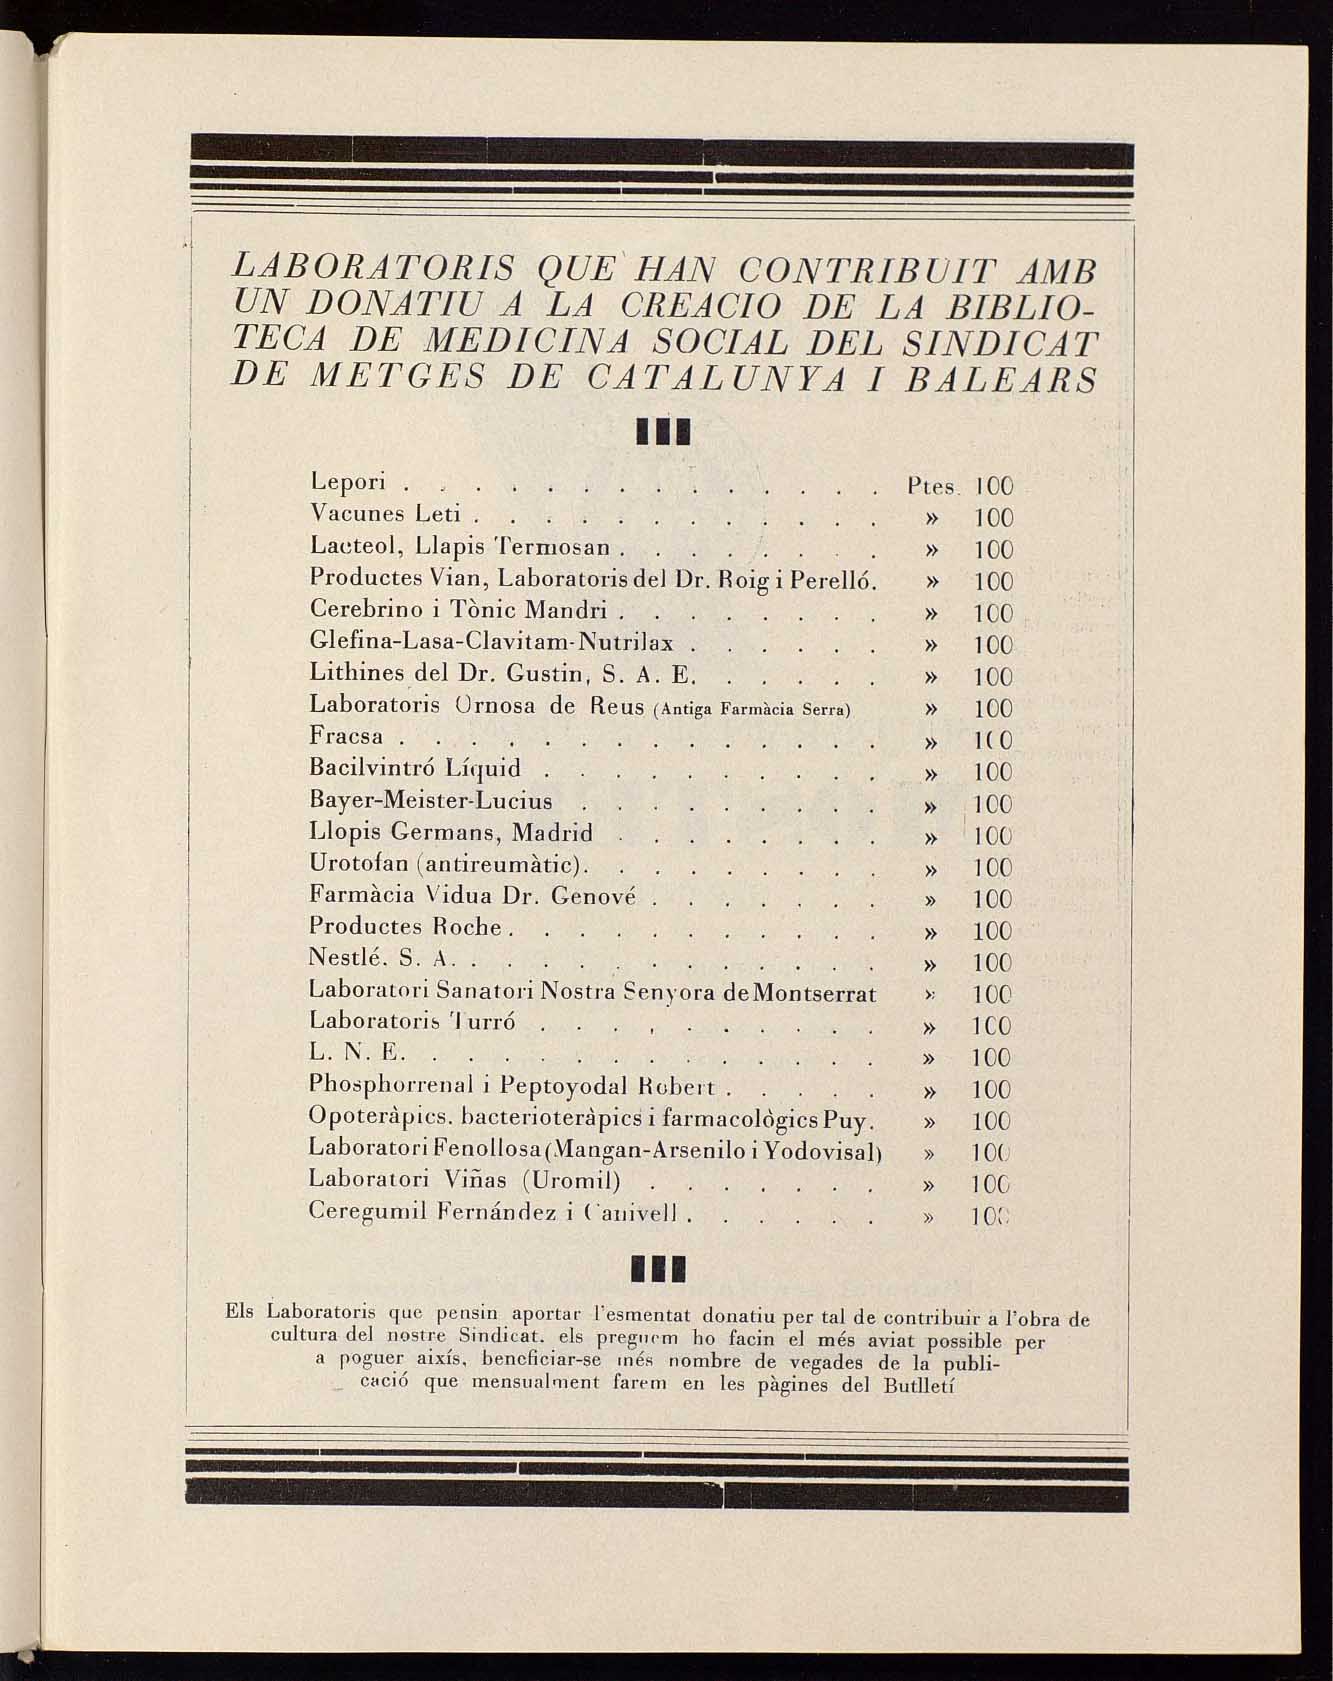 LABORATORIS QUE HAN CONTRIBUIT AMB
UN DONATIU A LA CREACIO DE LA BIBLIO-
TECA DE MEDICINA SOCIAL DEL SINDICAT
DE METGES DE CATALUNYA I BALEARS
Lepori . . . . . . . . . . . . . . Ptes. 100
Vacunes Leti . . . . . . . . . . . . » 100
Lacteol, Llapis Termosan . . . . . . . . » 100
Productes Vian, Laboratoris del Dr. Roig i Perelló. » 100
Cerebrino i Tònic Mandri . . . . . . . . » 100
Glefina-Lasa-Clavitam-Nutrilax . . . . . . » 100
Lithines del Dr. Gustin, S. A. E. . . . . . » 100
Laboratoris Ornosa de Reus (Antiga Farmàcia Serra) » 100
Fracsa . . . . . . . . . . . . . . » 100
Bacilvintró Líquid . . . . . . . . . . » 100
Bayer-Meister-Lucius . . . . . . . . . » 100
Llopis Germans, Madrid . . . . . . . . » 100
Urotofan (antireumàtic). . . . . . . . . » 100
Farmàcia Vidua Dr. Genové . . . . . . . » 100
Productes Roche . . . . . . . . . . . » 100
Nestlé. S. A. . . . . . . . . . . . . » 100
Laboratori Sanatori Nostra Senyora de Montserrat » 100
Laboratoris Turró . . . . . . . . . . » 100
L. N. E. . . . . . . . . . . . . . » 100
Phosphorrenal i Peptoyodal Robert . . . . . » 100
Opoteràpics. bacterioteràpics i farmacològics Puy. » 100
Laboratori Fenollosa (Mangan-Arsenilo i Yodovisal) » 100
Laboratori Viñas (Uromil) . . . . . . . » 100
Ceregumil Fernández i Canivell . . . . . . » 100
Els Laboratoris que pensin aportar l'esmentat donatiu per tal de contribuir a l'obra de
cultura del nostre Sindicat. els preguem ho facin el més aviat possible per
a poguer aixís, beneficiar-se més nombre de vegades de la publi-
cació que mensualment farem en les pàgines del Butlletí